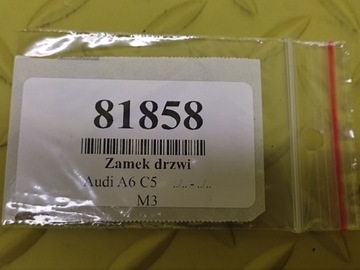 81858
Zamek drzwi
Audi A6 C5 ../.. - ../..
M3